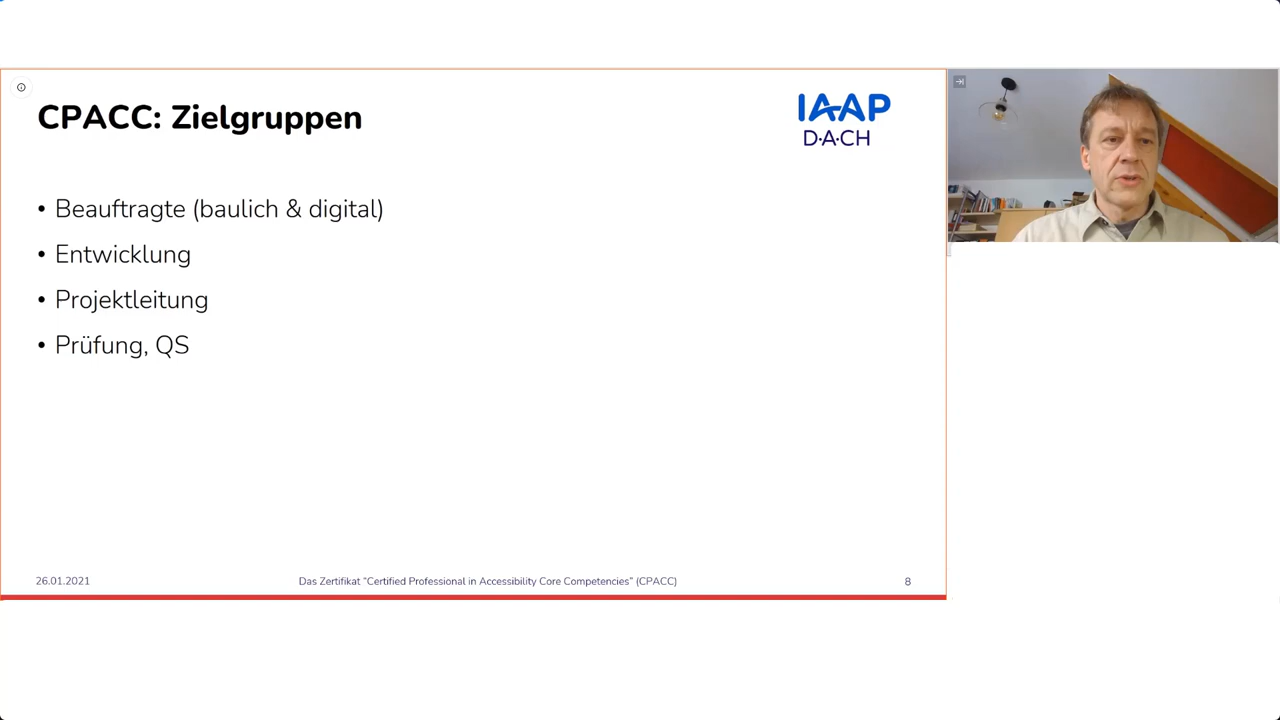 CPACC: Zielgruppen
IAAP
D·A·CH
• Beauftragte (baulich & digital)
• Entwicklung
• Projektleitung
• Prüfung, QS
26.01.2021
Das Zertifikat “Certified Professional in Accessibility Core Competencies” (CPACC)
8